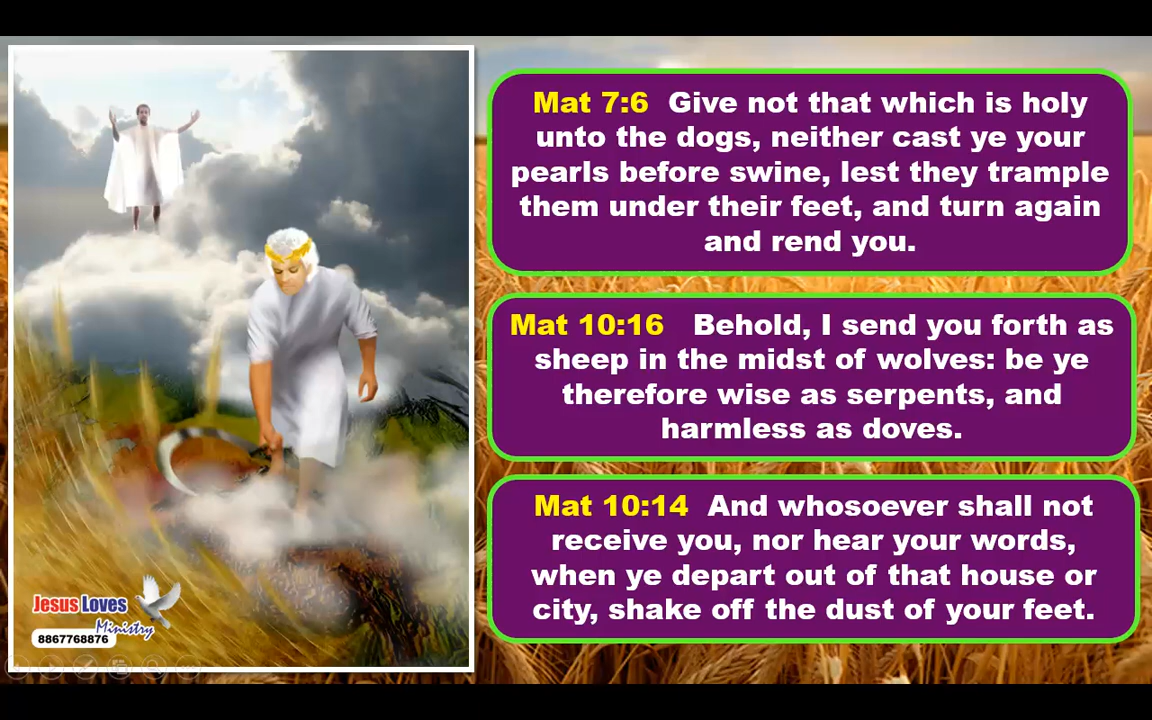 Mat 7:6 Give not that which is holy
unto the dogs, neither cast ye your
pearls before swine, lest they trample
them under their feet, and turn again
and rend you.
Mat 10:16 Behold, I send you forth as
sheep in the midst of wolves: be ye
therefore wise as serpents, and
harmless as doves.
Mat 10:14 And whosoever shall not
receive you, nor hear your words,
when ye depart out of that house or
city, shake off the dust of your feet.
Jesus Loves
Ministry
8867768876